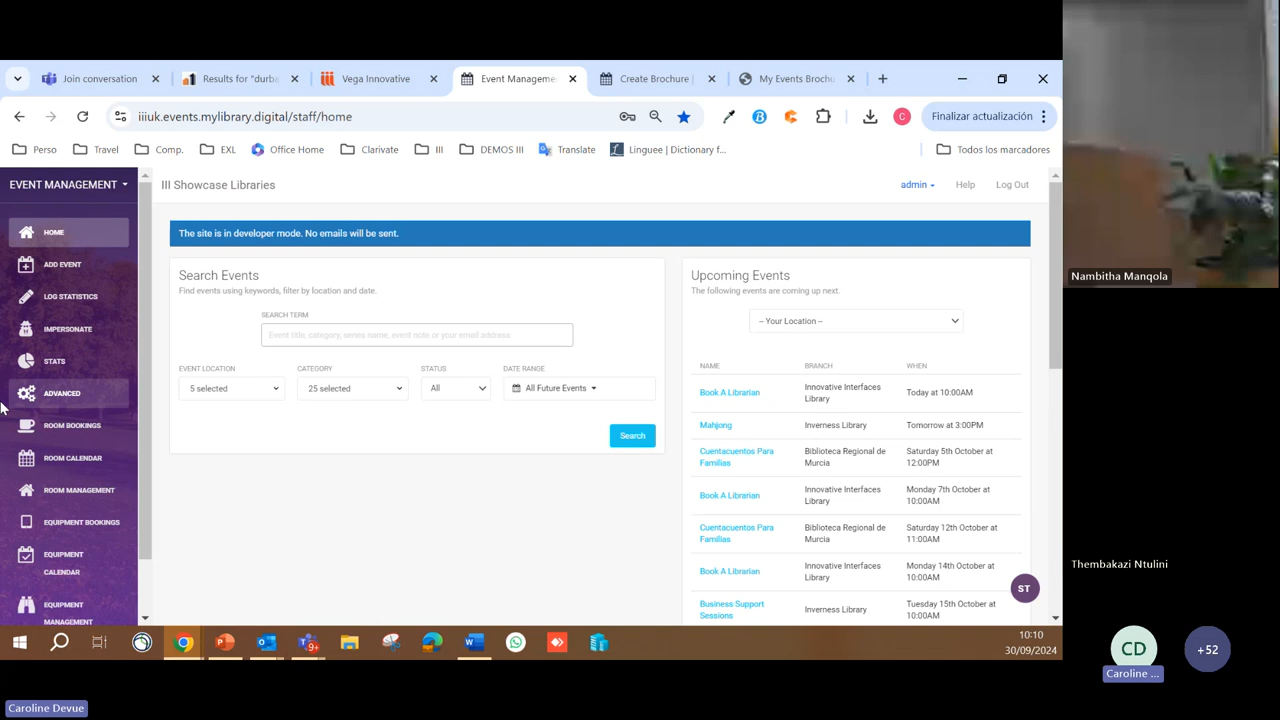 Join conversation
Results for "durba
Vega Innovative
Event Manageme
Create Brochure |
My Events Brochu
iiiuk.events.mylibrary.digital/staff/home
C
Finalizar actualización
Perso
Travel
Comp.
EXL
Office Home
Clarivate
III
DEMOS III
Translate
Linguee | Dictionary f...
Todos los marcadores
EVENT MANAGEMENT
III Showcase Libraries
admin
Help
Log Out
HOME
ADD EVENT
LOG STATISTICS
IMPERSONATE
STATS
ADVANCED
ROOM BOOKINGS
ROOM CALENDAR
ROOM MANAGEMENT
EQUIPMENT BOOKINGS
EQUIPMENT
CALENDAR
EQUIPMENT
MANAGEMENT
The site is in developer mode. No emails will be sent.
Search Events
Find events using keywords, filter by location and date.
SEARCH TERM
Event title, category, series name, event note or your email address
EVENT LOCATION
CATEGORY
STATUS
DATE RANGE
5 selected
25 selected
All
All Future Events
Search
Upcoming Events
The following events are coming up next.
-- Your Location --
NAME
BRANCH
WHEN
Book A Librarian
Innovative Interfaces
Library
Today at 10:00AM
Mahjong
Inverness Library
Tomorrow at 3:00PM
Cuentacuentos Para
Familias
Biblioteca Regional de
Murcia
Saturday 5th October at
12:00PM
Book A Librarian
Innovative Interfaces
Library
Monday 7th October at
10:00AM
Cuentacuentos Para
Familias
Biblioteca Regional de
Murcia
Saturday 12th October at
11:00AM
Book A Librarian
Innovative Interfaces
Library
Monday 14th October at
10:00AM
Business Support
Sessions
Inverness Library
Tuesday 15th October at
10:00AM
ST
9+
10:10
30/09/2024
Nambitha Manqola
Thembakazi Ntulini
CD
Caroline ...
+52
Caroline Devue